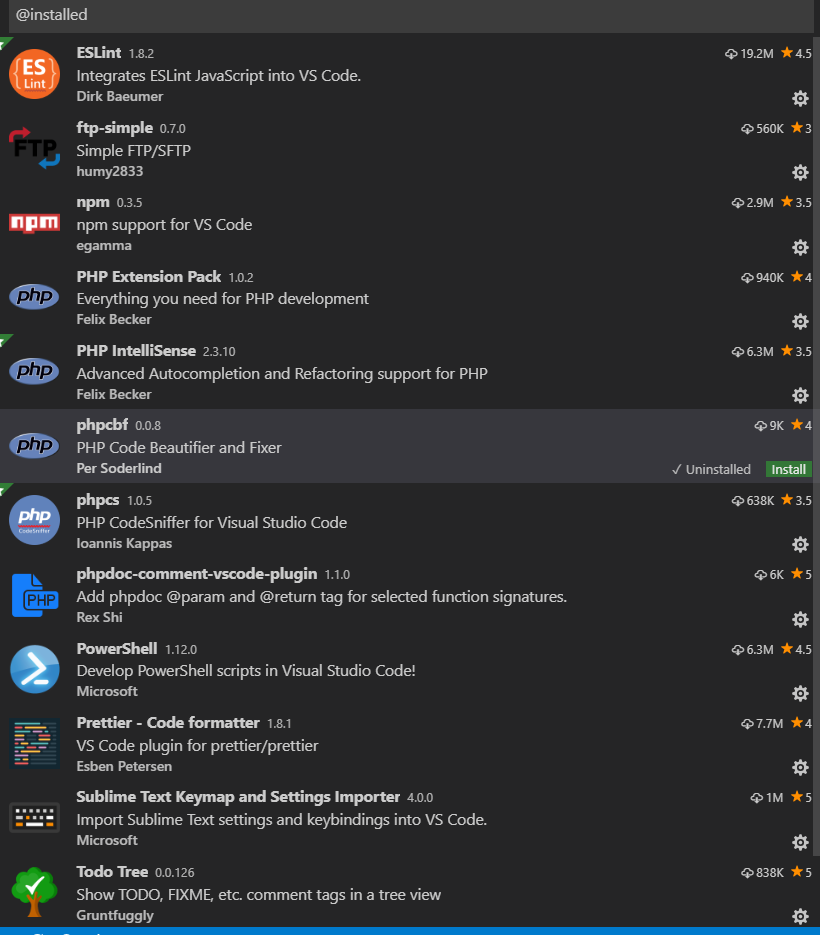 @installed
ESLint 1.8.2 19.2M 4.5
Integrates ESLint JavaScript into VS Code.
Dirk Baeumer
ES
Lint
ftp-simple 0.7.0 560K 3
Simple FTP/SFTP
humy2833
FTP
npm 0.3.5 2.9M 3.5
npm support for VS Code
egamma
npm
PHP Extension Pack 1.0.2 940K 4
Everything you need for PHP development
Felix Becker
php
PHP IntelliSense 2.3.10 6.3M 3.5
Advanced Autocompletion and Refactoring support for PHP
Felix Becker
php
phpcbf 0.0.8 9K 4
PHP Code Beautifier and Fixer
Per Soderlind ✓ Uninstalled Install
php
phpcs 1.0.5 638K 3.5
PHP CodeSniffer for Visual Studio Code
Ioannis Kappas
php
CodeSniffer
phpdoc-comment-vscode-plugin 1.1.0 6K 5
Add phpdoc @param and @return tag for selected function signatures.
Rex Shi
PHP
PowerShell 1.12.0 6.3M 4.5
Develop PowerShell scripts in Visual Studio Code!
Microsoft
Prettier - Code formatter 1.8.1 7.7M 4
VS Code plugin for prettier/prettier
Esben Petersen
Sublime Text Keymap and Settings Importer 4.0.0 1M 5
Import Sublime Text settings and keybindings into VS Code.
Microsoft
Todo Tree 0.0.126 838K 5
Show TODO, FIXME, etc. comment tags in a tree view
Gruntfuggly